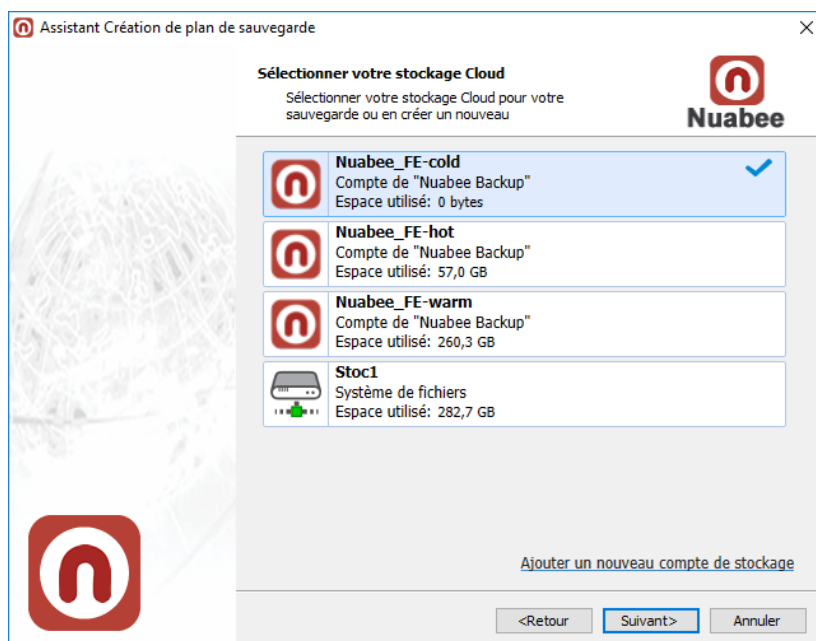 Assistant Création de plan de sauvegarde
Sélectionner votre stockage Cloud
Sélectionner votre stockage Cloud pour votre
sauvegarde ou en créer un nouveau
Nuabee
Nuabee_FE-cold
Compte de "Nuabee Backup"
Espace utilisé: 0 bytes
Nuabee_FE-hot
Compte de "Nuabee Backup"
Espace utilisé: 57,0 GB
Nuabee_FE-warm
Compte de "Nuabee Backup"
Espace utilisé: 260,3 GB
Stoc1
Système de fichiers
Espace utilisé: 282,7 GB
Ajouter un nouveau compte de stockage
<Retour
Suivant>
Annuler